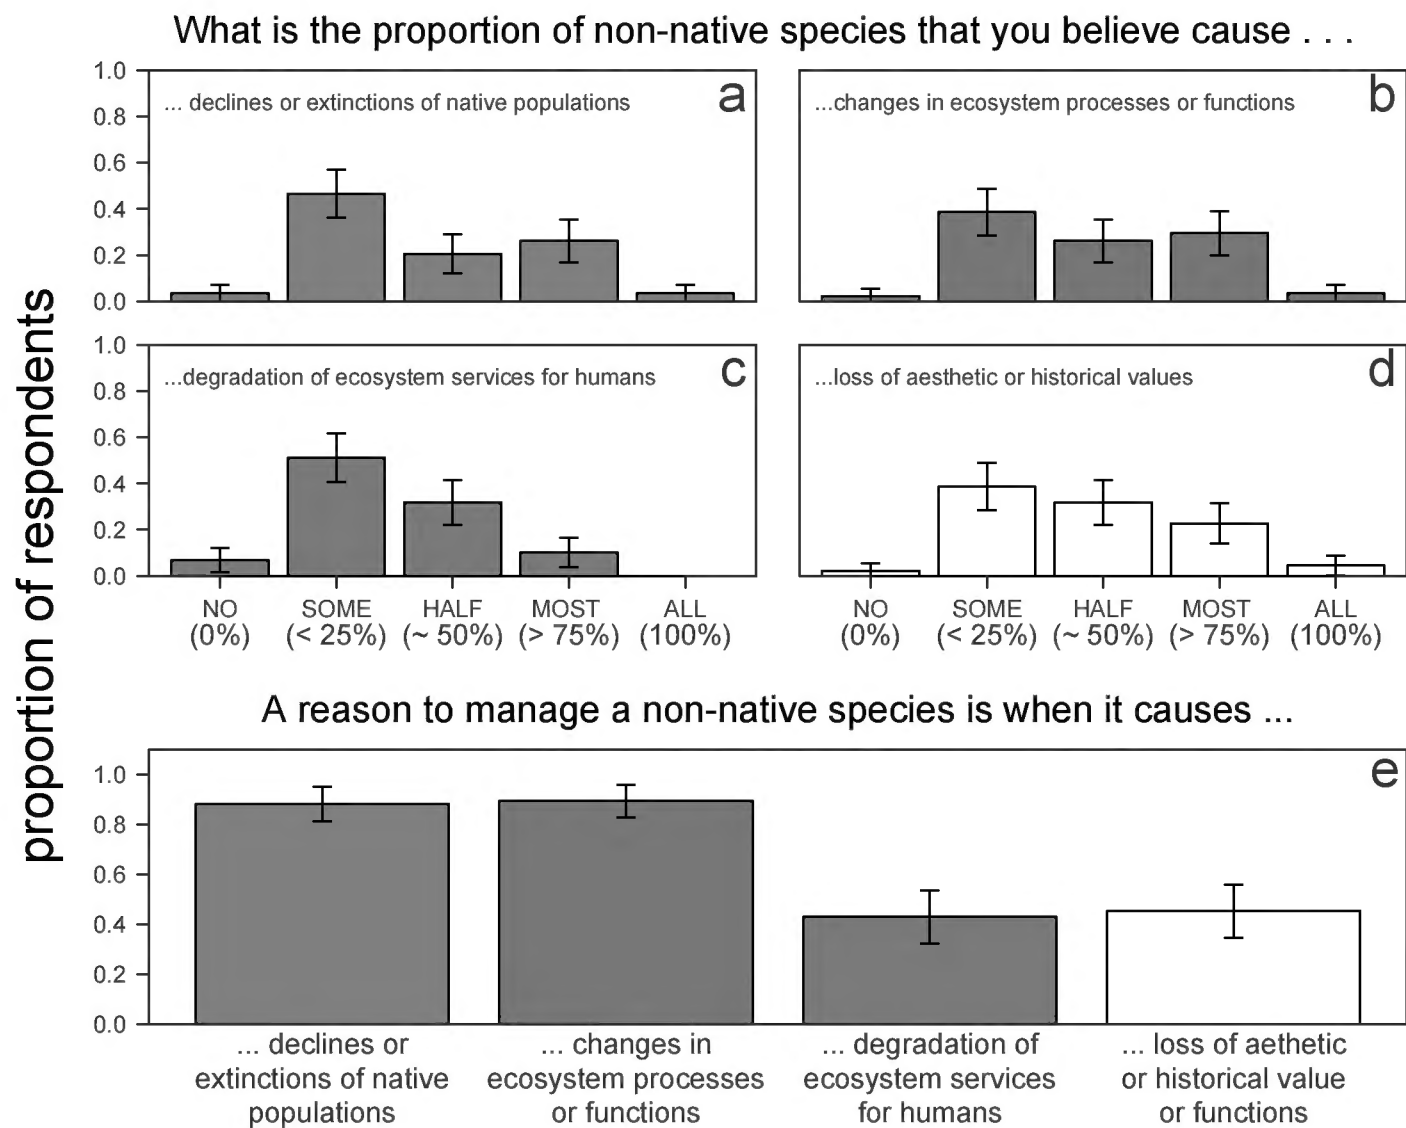 What is the proportion of non-native species that you believe cause . . .
proportion of respondents
1.0
0.8
0.6
0.4
0.2
0.0
... declines or extinctions of native populations
a
...changes in ecosystem processes or functions
b
1.0
0.8
0.6
0.4
0.2
0.0
...degradation of ecosystem services for humans
c
...loss of aesthetic or historical values
d
NO SOME HALF MOST ALL
(0%) (< 25%) (~ 50%) (> 75%) (100%)
NO SOME HALF MOST ALL
(0%) (< 25%) (~ 50%) (> 75%) (100%)
A reason to manage a non-native species is when it causes ...
1.0
0.8
0.6
0.4
0.2
0.0
e
... declines or
extinctions of native
populations
... changes in
ecosystem processes
or functions
... degradation of
ecosystem services
for humans
... loss of aethetic
or historical value
or functions